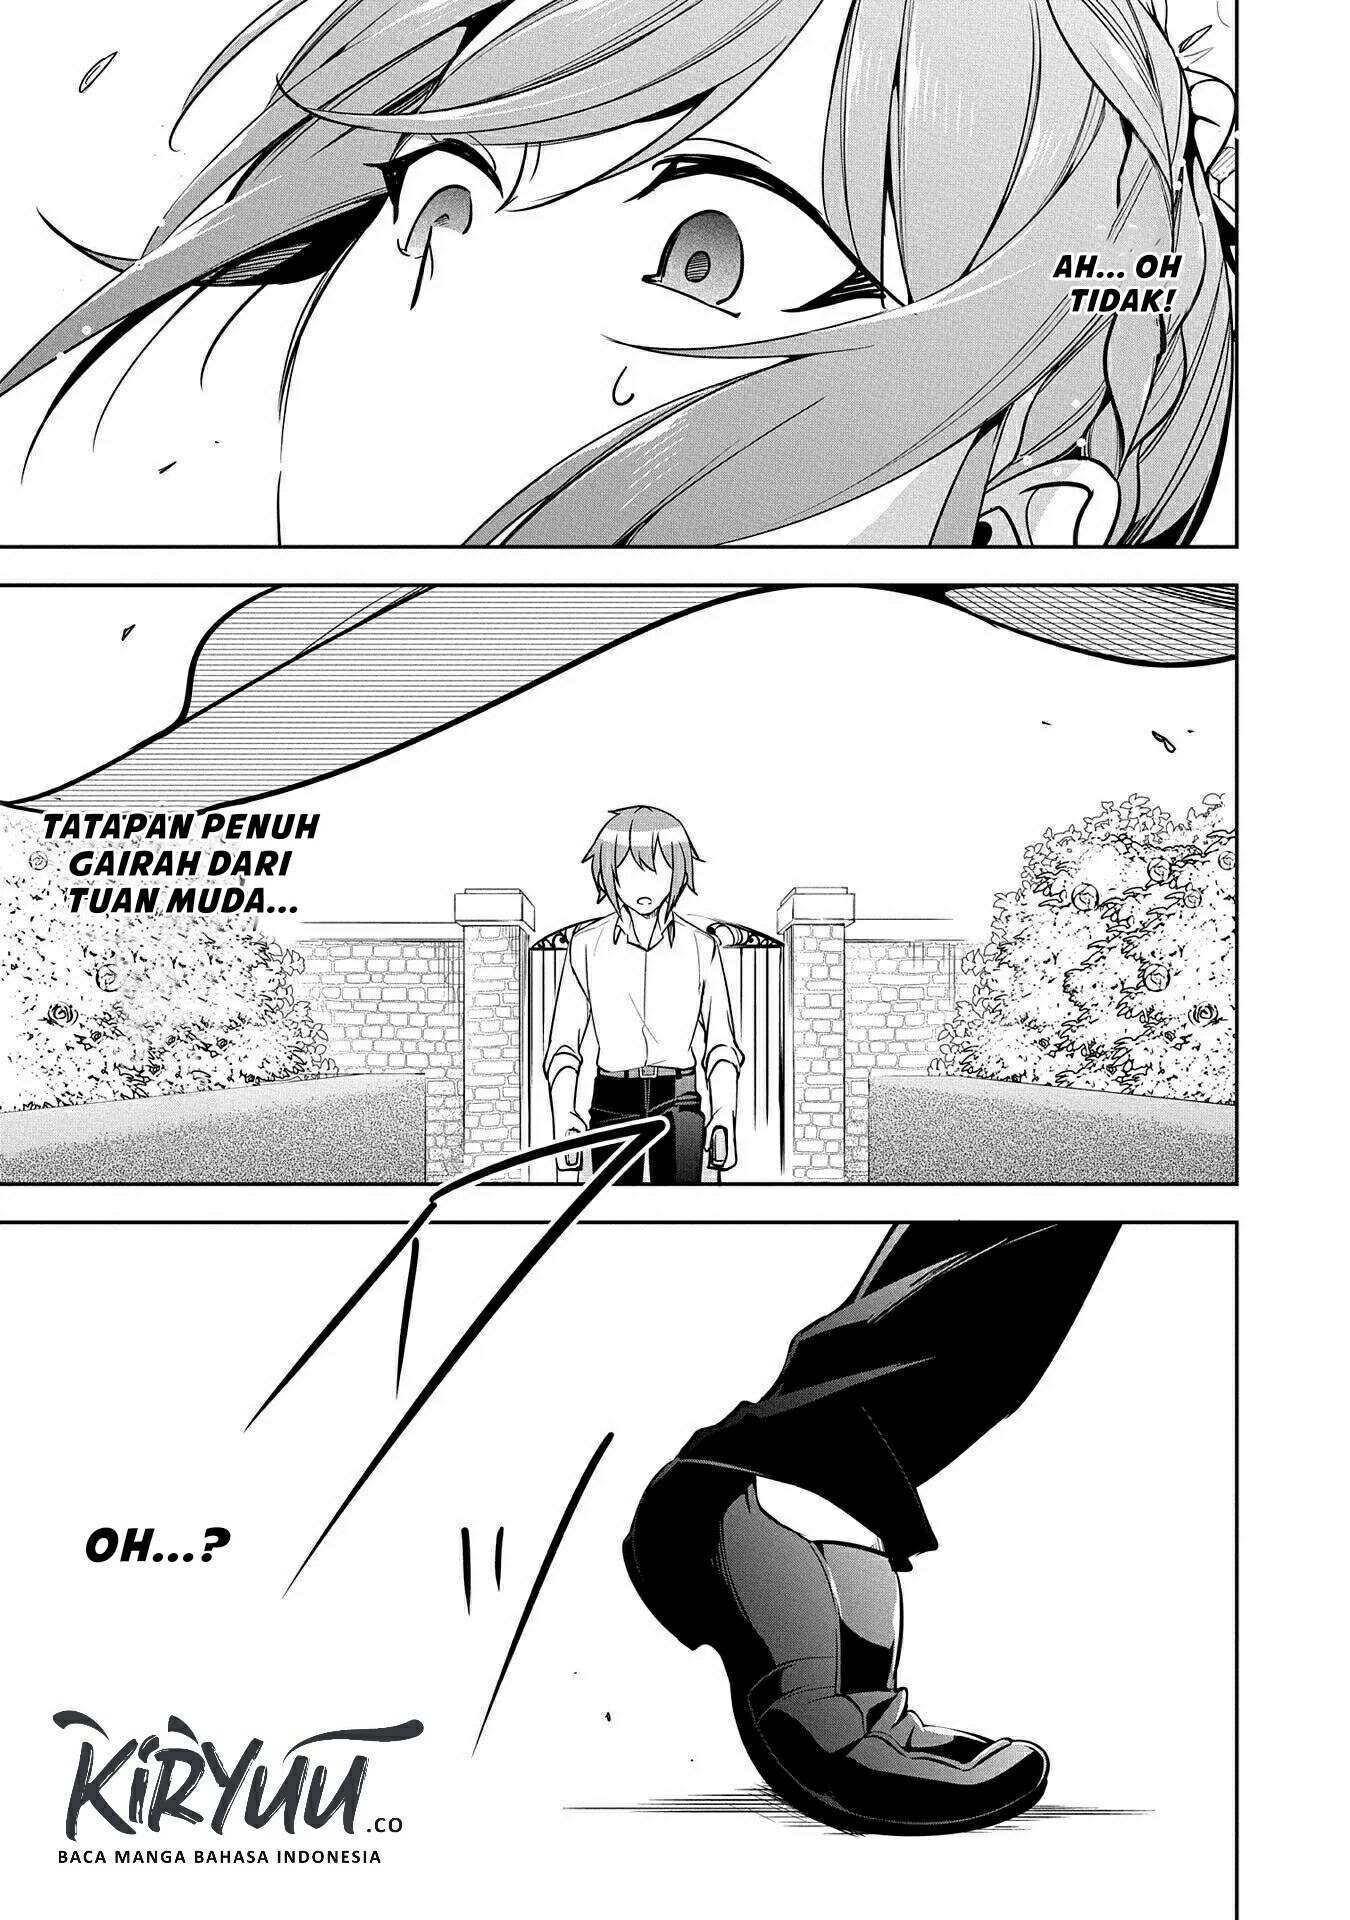 AH... OH
TIDAK!
TATAPAN PENUH
GAIRAH DARI
TUAN MUDA...
OH...?
KIRYUU.CO
BACA MANGA BAHASA INDONESIA